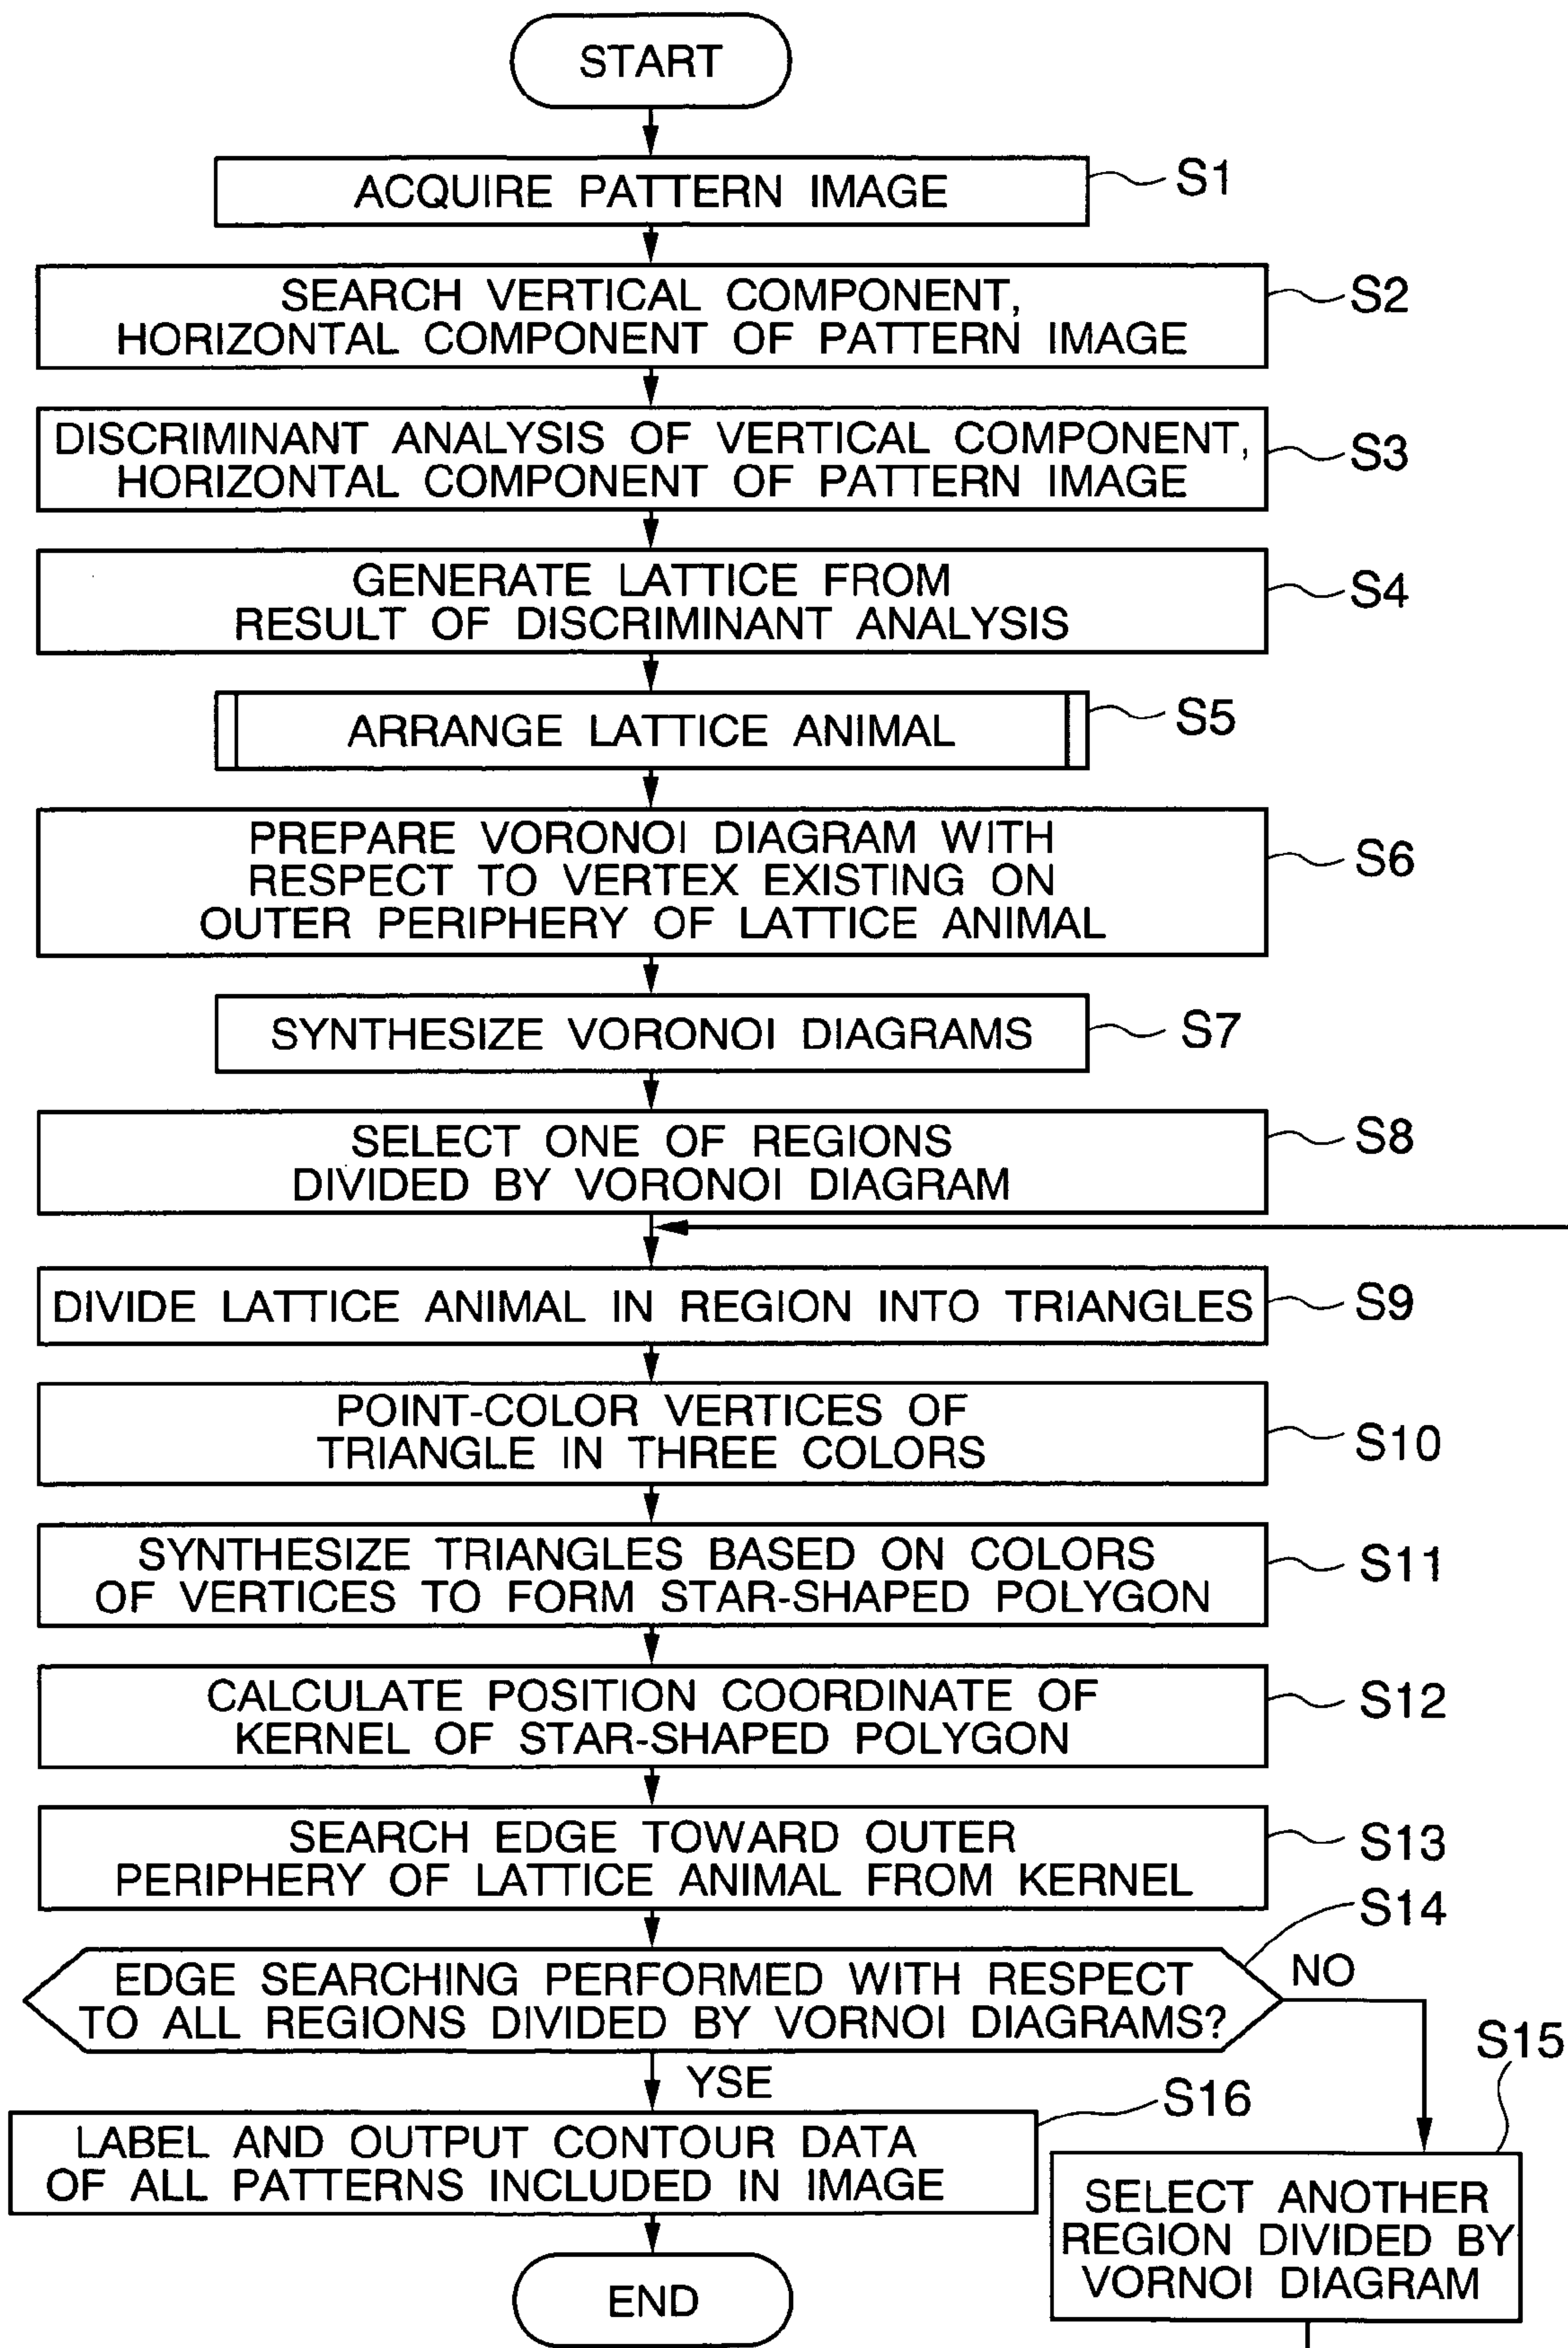 START
ACQUIRE PATTERN IMAGE
S1
SEARCH VERTICAL COMPONENT,
HORIZONTAL COMPONENT OF PATTERN IMAGE
S2
DISCRIMINANT ANALYSIS OF VERTICAL COMPONENT,
HORIZONTAL COMPONENT OF PATTERN IMAGE
S3
GENERATE LATTICE FROM
RESULT OF DISCRIMINANT ANALYSIS
S4
ARRANGE LATTICE ANIMAL
S5
PREPARE VORONOI DIAGRAM WITH
RESPECT TO VERTEX EXISTING ON
OUTER PERIPHERY OF LATTICE ANIMAL
S6
SYNTHESIZE VORONOI DIAGRAMS
S7
SELECT ONE OF REGIONS
DIVIDED BY VORONOI DIAGRAM
S8
DIVIDE LATTICE ANIMAL IN REGION INTO TRIANGLES
S9
POINT-COLOR VERTICES OF
TRIANGLE IN THREE COLORS
S10
SYNTHESIZE TRIANGLES BASED ON COLORS
OF VERTICES TO FORM STAR-SHAPED POLYGON
S11
CALCULATE POSITION COORDINATE OF
KERNEL OF STAR-SHAPED POLYGON
S12
SEARCH EDGE TOWARD OUTER
PERIPHERY OF LATTICE ANIMAL FROM KERNEL
S13
S14
EDGE SEARCHING PERFORMED WITH RESPECT
TO ALL REGIONS DIVIDED BY VORNOI DIAGRAMS?
NO
YSE
S15
S16
LABEL AND OUTPUT CONTOUR DATA
OF ALL PATTERNS INCLUDED IN IMAGE
SELECT ANOTHER
REGION DIVIDED BY
VORNOI DIAGRAM
END